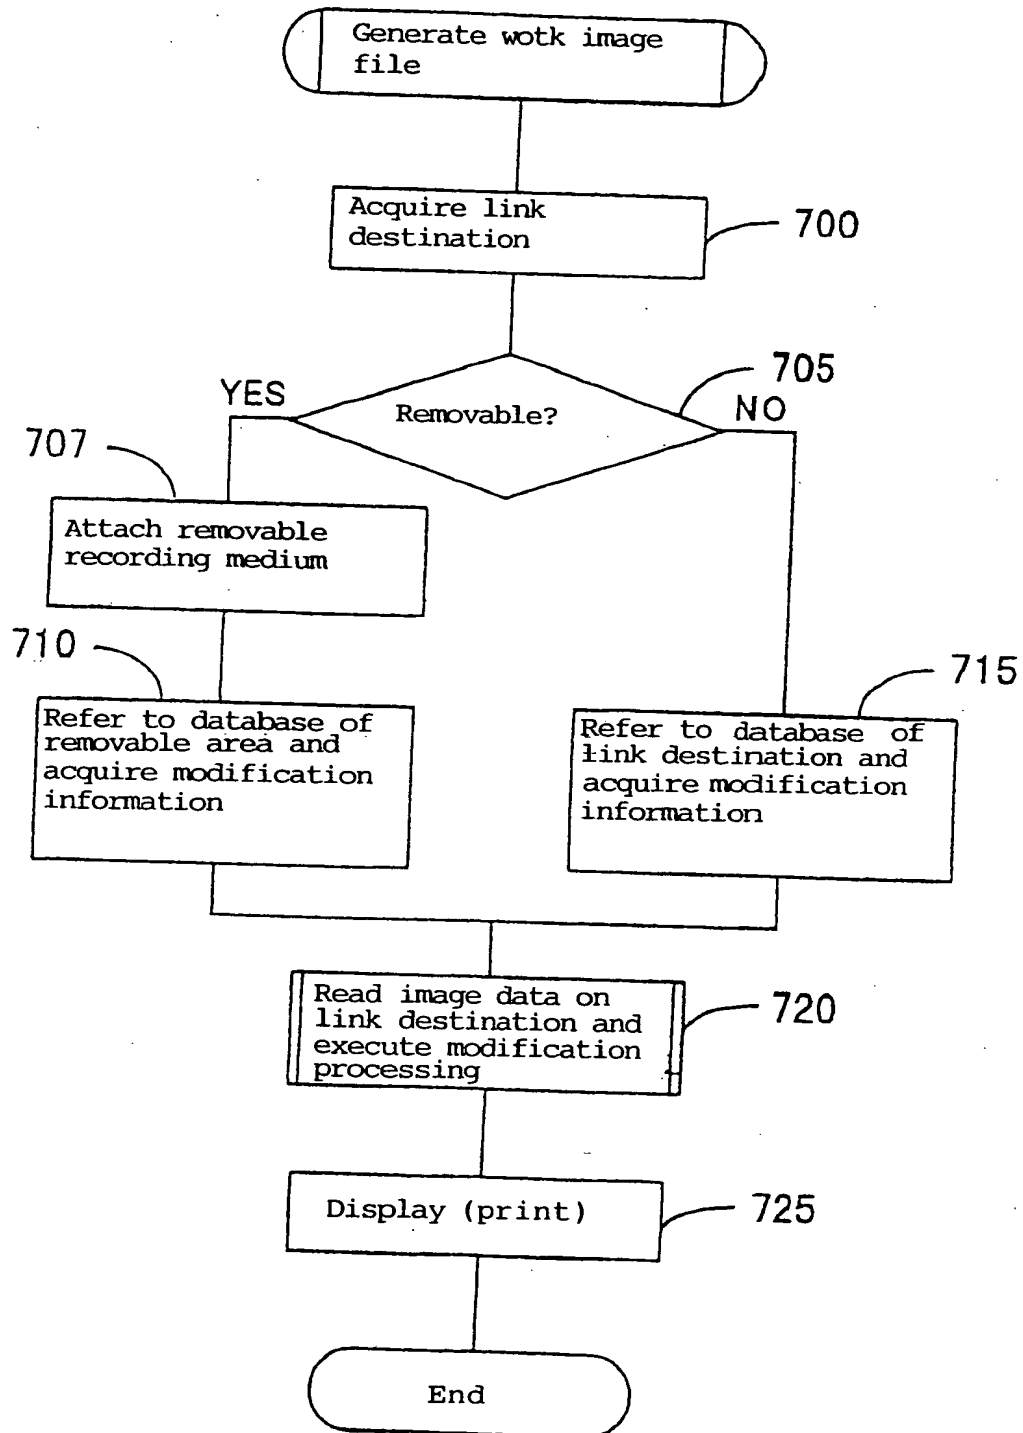 Generate wotk image
file
Acquire link
destination
700
705
YES
Removable?
NO
707
Attach removable
recording medium
710
715
Refer to database of
removable area and
acquire modification
information
Refer to database of
link destination and
acquire modification
information
Read image data on
link destination and
execute modification
processing
720
Display (print)
725
End